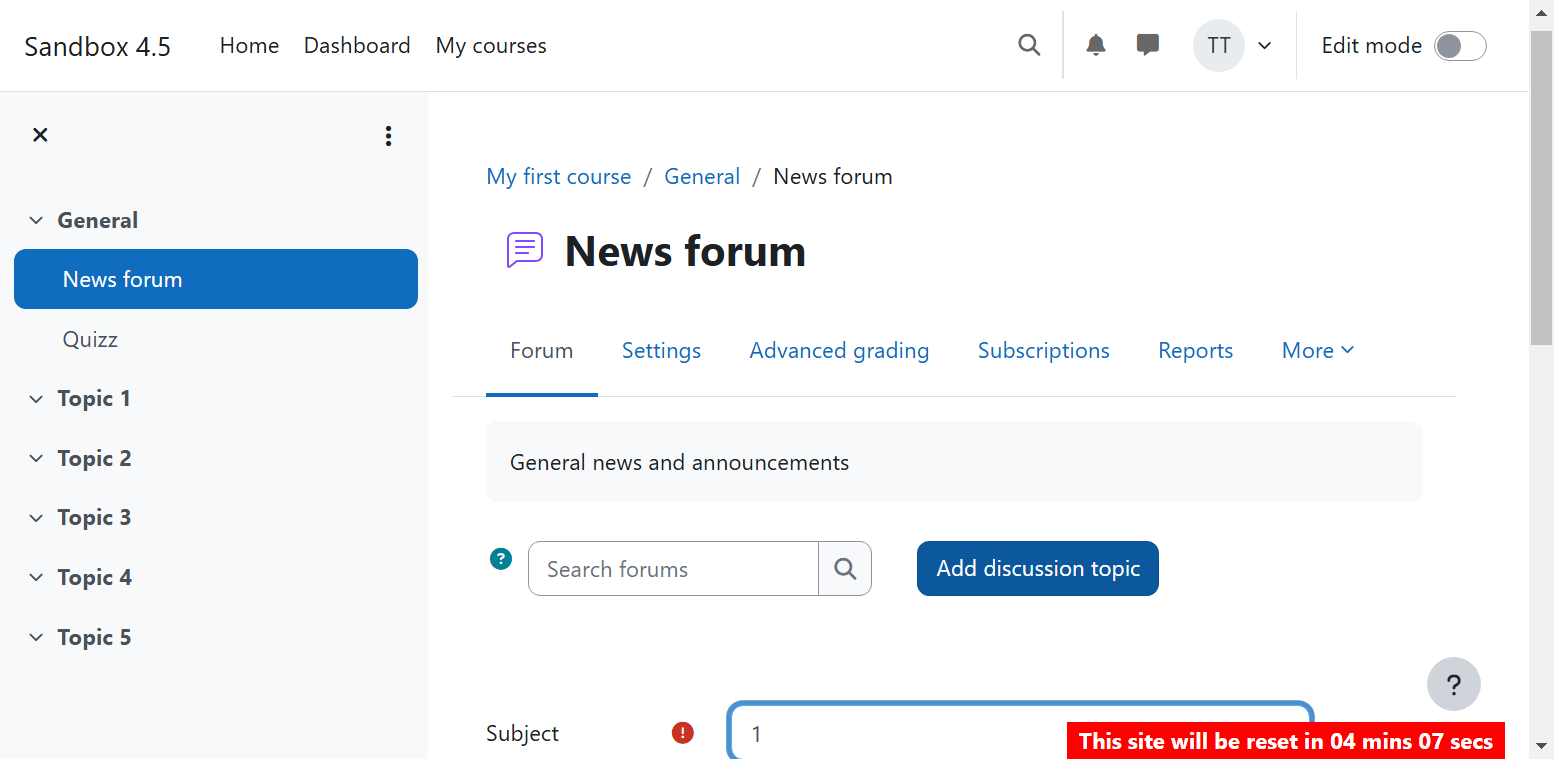 Sandbox 4.5 Home Dashboard My courses TT Edit mode
My first course / General / News forum
General
News forum
Quizz
Topic 1
Topic 2
Topic 3
Topic 4
Topic 5
News forum
Forum Settings Advanced grading Subscriptions Reports More
General news and announcements
? Search forums Add discussion topic
?
Subject ! 1
This site will be reset in 04 mins 07 secs